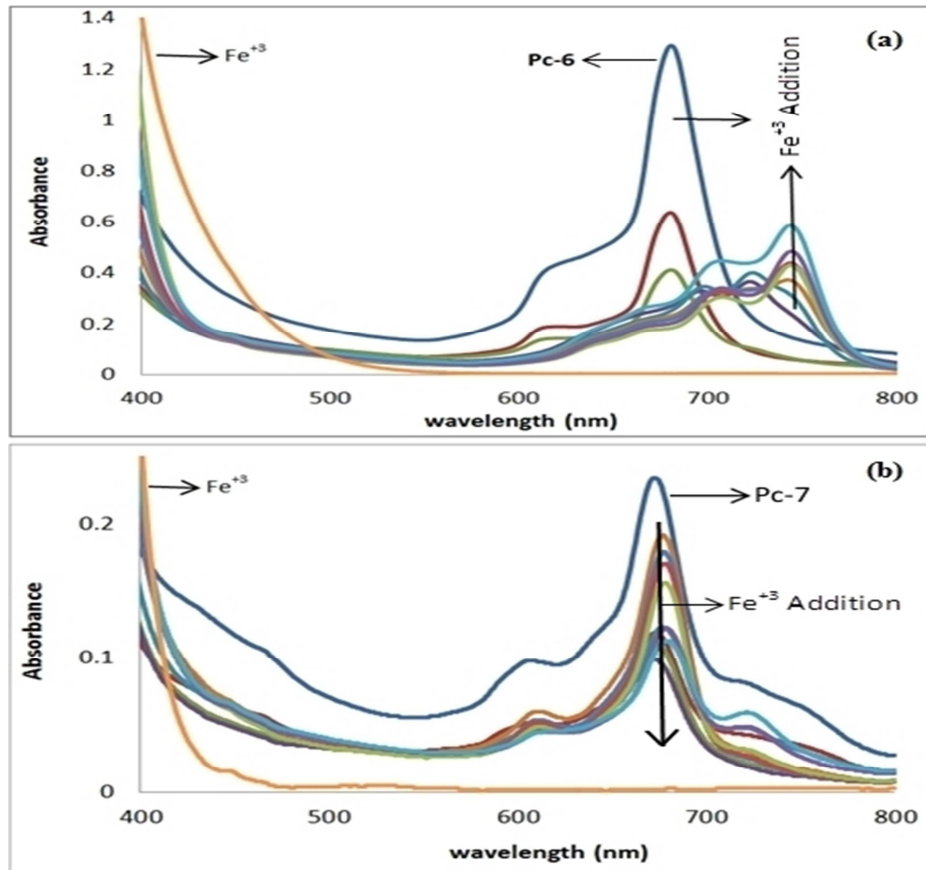 (a)
1.4
1.2
1
0.8
0.6
0.4
0.2
0
Absorbance
Fe+3
Pc-6
Fe+3 Addition
400
500
600
700
800
wavelength (nm)
(b)
0.2
0.1
0
Absorbance
Fe+3
Pc-7
Fe+3 Addition
400
500
600
700
800
wavelength (nm)